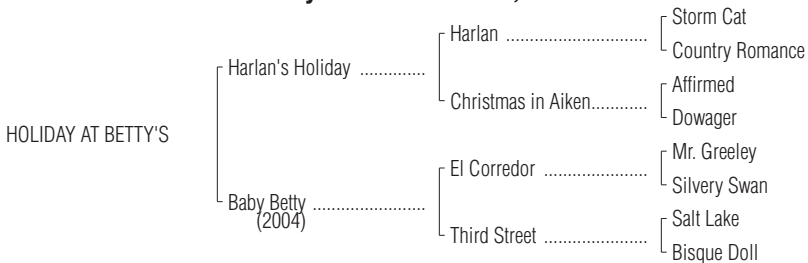 Storm Cat
Harlan ..............................
Country Romance
Harlan's Holiday ..............
Affirmed
Christmas in Aiken............
Dowager
HOLIDAY AT BETTY'S
Mr. Greeley
El Corredor ......................
Silvery Swan
Baby Betty ........................
(2004)
Salt Lake
Third Street ......................
Bisque Doll